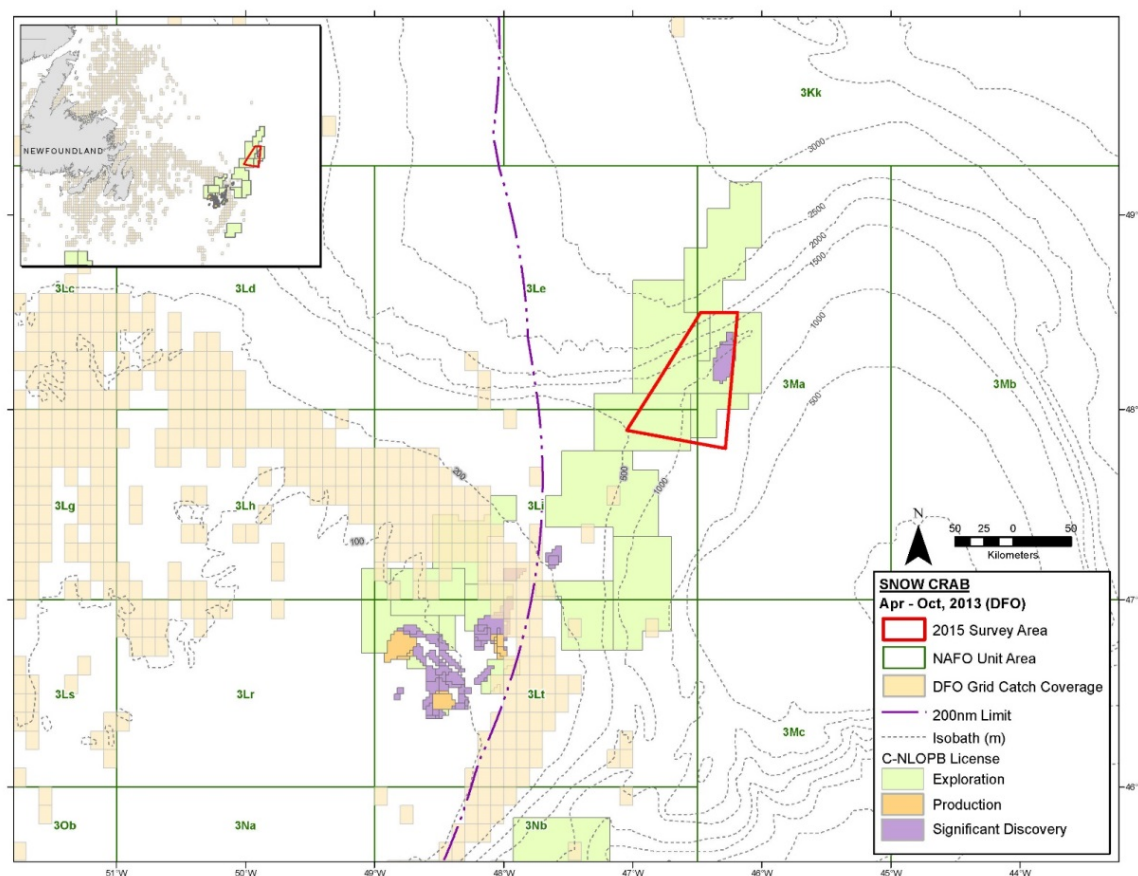 NEWFOUNDLAND
3Kk
3000
2500
2000
1500
1000
500
49°
3Lc
3Ld
3Le
3Ma
3Mb
48°
200
500
1000
3Lg
3Lh
3Li
100
N
50 25 0 50
Kilometers
47°
3Ls
3Lr
3Lt
3Mc
46°
3Ob
3Na
3Nb
51°W
50°W
49°W
48°W
47°W
46°W
45°W
44°W
SNOW CRAB
Apr - Oct, 2013 (DFO)
2015 Survey Area
NAFO Unit Area
DFO Grid Catch Coverage
200nm Limit
Isobath (m)
C-NLOPB License
Exploration
Production
Significant Discovery